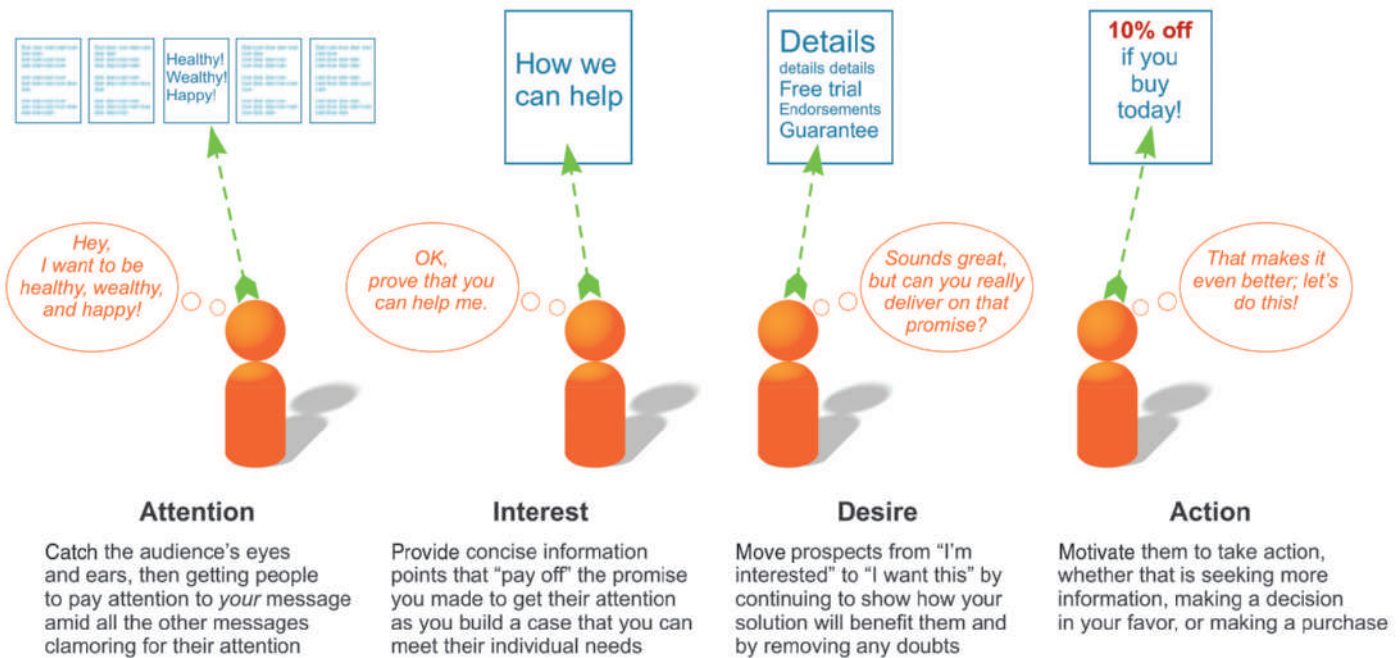 Healthy!
Wealthy!
Happy!
How we
can help
Details
details details
Free trial
Endorsements
Guarantee
10% off
if you
buy
today!
Hey,
I want to be
healthy, wealthy,
and happy!
OK,
prove that you
can help me.
Sounds great,
but can you really
deliver on that
promise?
That makes it
even better; let's
do this!
Attention
Catch the audience's eyes
and ears, then getting people
to pay attention to your message
amid all the other messages
clamoring for their attention
Interest
Provide concise information
points that "pay off" the promise
you made to get their attention
as you build a case that you can
meet their individual needs
Desire
Move prospects from "I'm
interested" to "I want this" by
continuing to show how your
solution will benefit them and
by removing any doubts
Action
Motivate them to take action,
whether that is seeking more
information, making a decision
in your favor, or making a purchase